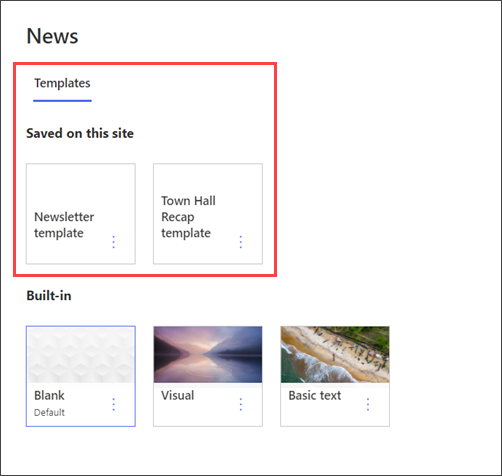 News
Templates
Saved on this site
Newsletter
template
Town Hall
Recap
template
Built-in
Blank
Default
Visual
Basic text